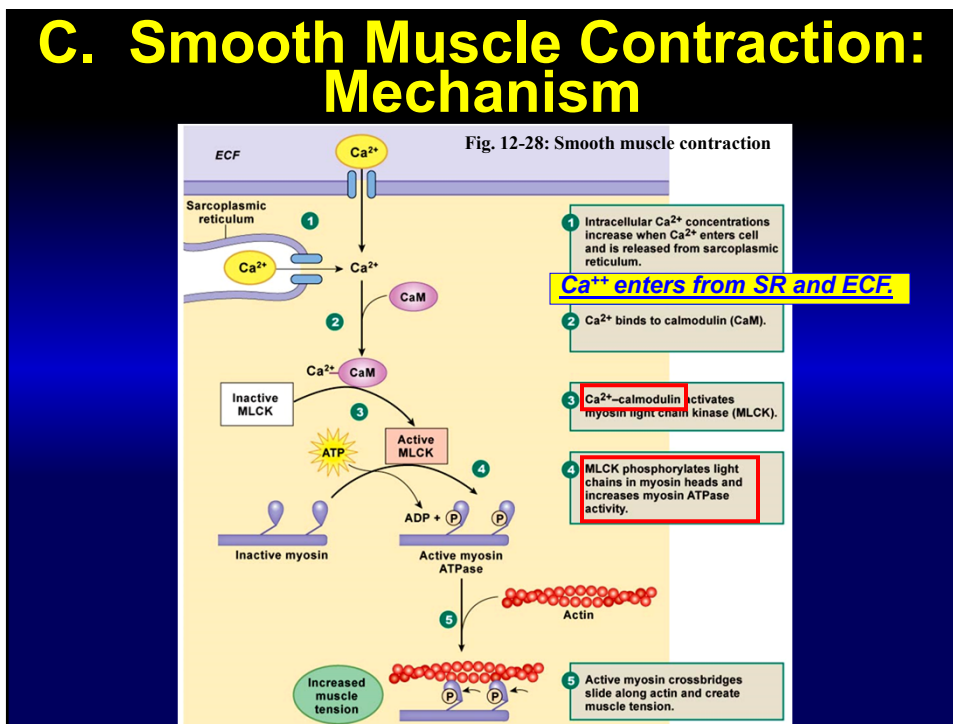 C. Smooth Muscle Contraction:
Mechanism
Fig. 12-28: Smooth muscle contraction
ECF
Ca²⁺
Sarcoplasmic
reticulum
1
Ca²⁺
Ca²⁺
CaM
2
Ca²⁺
CaM
Inactive
MLCK
3
ATP
Active
MLCK
4
ADP + P
P
Inactive myosin
Active myosin
ATPase
Actin
5
Increased
muscle
tension
P
P
1 Intracellular Ca²⁺ concentrations
increase when Ca²⁺ enters cell
and is released from sarcoplasmic
reticulum.
Ca⁺⁺ enters from SR and ECF.
2 Ca²⁺ binds to calmodulin (CaM).
3 Ca²⁺–calmodulin activates
myosin light chain kinase (MLCK).
4 MLCK phosphorylates light
chains in myosin heads and
increases myosin ATPase
activity.
5 Active myosin crossbridges
slide along actin and create
muscle tension.